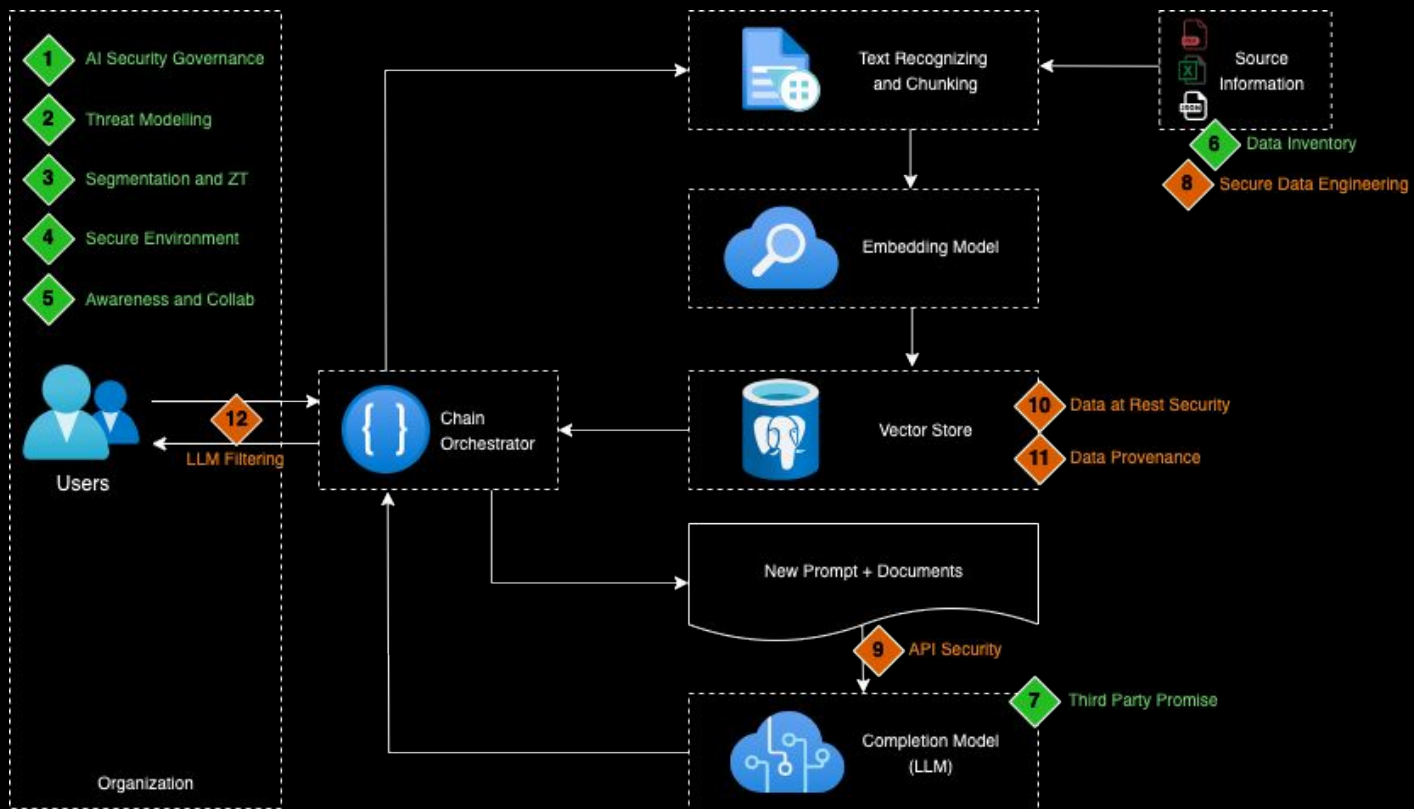 1 AI Security Governance
2 Threat Modelling
3 Segmentation and ZT
4 Secure Environment
5 Awareness and Collab
Users
12
LLM Filtering
Organization
Chain
Orchestrator
Text Recognizing
and Chunking
Source
Information
PDF
X
JSON
6 Data Inventory
8 Secure Data Engineering
Embedding Model
Vector Store
10 Data at Rest Security
11 Data Provenance
New Prompt + Documents
9 API Security
7 Third Party Promise
Completion Model
(LLM)